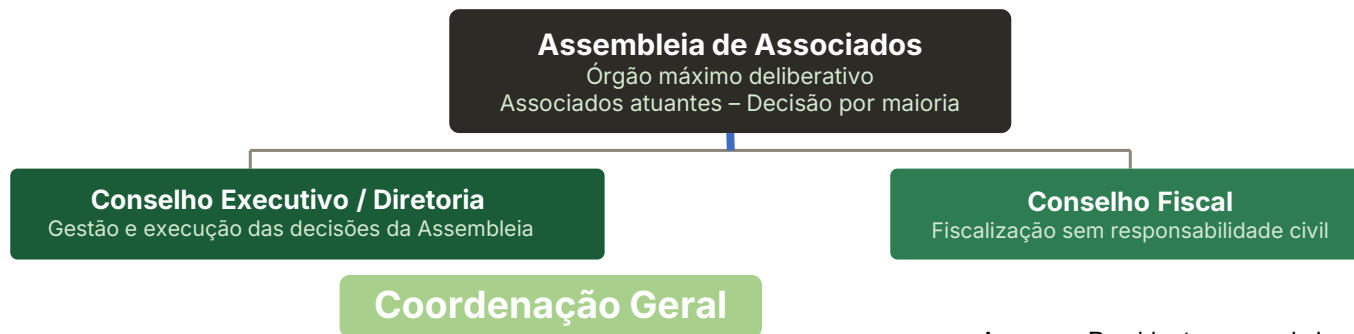 Assembleia de Associados
Órgão máximo deliberativo
Associados atuantes – Decisão por maioria
Conselho Executivo / Diretoria
Gestão e execução das decisões da Assembleia
Conselho Fiscal
Fiscalização sem responsabilidade civil
Coordenação Geral